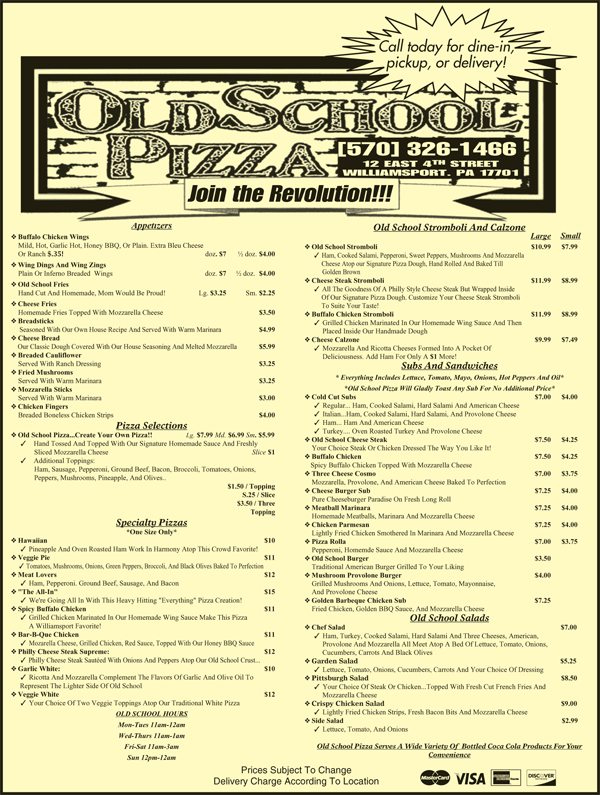 Call today for dine-in,
pickup, or delivery!
OLD SCHOOL
PIZZA
[570] 326-1466
12 EAST 4TH STREET
WILLIAMSPORT, PA 17701
Join the Revolution!!!
Appetizers
❖ Buffalo Chicken Wings
Mild, Hot, Garlic Hot, Honey BBQ, Or Plain. Extra Bleu Cheese
Or Ranch $.35! doz. $7 ½ doz. $4.00
❖ Wing Dings And Wing Zings
Plain Or Inferno Breaded Wings doz. $7 ½ doz. $4.00
❖ Old School Fries
Hand Cut And Homemade, Mom Would Be Proud! Lg. $3.25 Sm. $2.25
❖ Cheese Fries
Homemade Fries Topped With Mozzarella Cheese $3.50
❖ Breadsticks
Seasoned With Our Own House Recipe And Served With Warm Marinara $4.99
❖ Cheese Bread
Our Classic Dough Covered With Our House Seasoning And Melted Mozzarella $5.99
❖ Breaded Cauliflower
Served With Ranch Dressing $3.25
❖ Fried Mushrooms
Served With Warm Marinara $3.25
❖ Mozzarella Sticks
Served With Warm Marinara $3.00
❖ Chicken Fingers
Breaded Boneless Chicken Strips $4.00
Pizza Selections
❖ Old School Pizza...Create Your Own Pizza!! Lg. $7.99 Md. $6.99 Sm. $5.99
✓ Hand Tossed And Topped With Our Signature Homemade Sauce And Freshly
Sliced Mozzarella Cheese Slice $1
✓ Additional Toppings:
Ham, Sausage, Pepperoni, Ground Beef, Bacon, Broccoli, Tomatoes, Onions,
Peppers, Mushrooms, Pineapple, And Olives..
$1.50 / Topping
$.25 / Slice
$3.50 / Three
Topping
Specialty Pizzas
*One Size Only*
❖ Hawaiian $10
✓ Pineapple And Oven Roasted Ham Work In Harmony Atop This Crowd Favorite!
❖ Veggie Pie $11
✓ Tomatoes, Mushrooms, Onions, Green Peppers, Broccoli, And Black Olives Baked To Perfection
❖ Meat Lovers $12
✓ Ham, Pepperoni. Ground Beef, Sausage, And Bacon
❖ "The All-In" $15
✓ We're Going All In With This Heavy Hitting "Everything" Pizza Creation!
❖ Spicy Buffalo Chicken $11
✓ Grilled Chicken Marinated In Our Homemade Wing Sauce Make This Pizza
A Williamsport Favorite!
❖ Bar-B-Que Chicken $11
✓ Mozarella Cheese, Grilled Chicken, Red Sauce, Topped With Our Honey BBQ Sauce
❖ Philly Cheese Steak Supreme: $12
✓ Philly Cheese Steak Sautéed With Onions And Peppers Atop Our Old School Crust...
❖ Garlic White: $10
✓ Ricotta And Mozzarella Complement The Flavors Of Garlic And Olive Oil To
Represent The Lighter Side Of Old School
❖ Veggie White $12
✓ Your Choice Of Two Veggie Toppings Atop Our Traditional White Pizza
OLD SCHOOL HOURS
Mon-Tues 11am-12am
Wed-Thurs 11am-1am
Fri-Sat 11am-3am
Sun 12pm-12am
Old School Stromboli And Calzone
Large Small
❖ Old School Stromboli $10.99 $7.99
✓ Ham, Cooked Salami, Pepperoni, Sweet Peppers, Mushrooms And Mozzarella
Cheese Atop our Signature Pizza Dough, Hand Rolled And Baked Till
Golden Brown
❖ Cheese Steak Stromboli $11.99 $8.99
✓ All The Goodness Of A Philly Style Cheese Steak But Wrapped Inside
Of Our Signature Pizza Dough. Customize Your Cheese Steak Stromboli
To Suite Your Taste!
❖ Buffalo Chicken Stromboli $11.99 $8.99
✓ Grilled Chicken Marinated In Our Homemade Wing Sauce And Then
Placed Inside Our Handmade Dough
❖ Cheese Calzone $9.99 $7.49
✓ Mozzarella And Ricotta Cheeses Formed Into A Pocket Of
Deliciousness. Add Ham For Only A $1 More!
Subs And Sandwiches
* Everything Includes Lettuce, Tomato, Mayo, Onions, Hot Peppers And Oil*
*Old School Pizza Will Gladly Toast Any Sub For No Additional Price*
❖ Cold Cut Subs $7.00 $4.00
✓ Regular... Ham, Cooked Salami, Hard Salami And American Cheese
✓ Italian...Ham, Cooked Salami, Hard Salami, And Provolone Cheese
✓ Ham... Ham And American Cheese
✓ Turkey.... Oven Roasted Turkey And Provolone Cheese
❖ Old School Cheese Steak $7.50 $4.25
Your Choice Steak Or Chicken Dressed The Way You Like It!
❖ Buffalo Chicken $7.50 $4.25
Spicy Buffalo Chicken Topped With Mozzarella Cheese
❖ Three Cheese Cosmo $7.00 $3.75
Mozzarella, Provolone, And American Cheese Baked To Perfection
❖ Cheese Burger Sub $7.25 $4.00
Pure Cheeseburger Paradise On Fresh Long Roll
❖ Meatball Marinara $7.25 $4.00
Homemade Meatballs, Marinara And Mozzarella Cheese
❖ Chicken Parmesan $7.25 $4.00
Lightly Fried Chicken Smothered In Marinara And Mozzarella Cheese
❖ Pizza Rolla $7.00 $3.75
Pepperoni, Homemde Sauce And Mozzarella Cheese
❖ Old School Burger $3.50
Traditional American Burger Grilled To Your Liking
❖ Mushroom Provolone Burger $4.00
Grilled Mushrooms And Onions, Lettuce, Tomato, Mayonnaise,
And Provolone Cheese
❖ Golden Barbeque Chicken Sub $7.25
Fried Chicken, Golden BBQ Sauce, And Mozzarella Cheese
Old School Salads
❖ Chef Salad $7.00
✓ Ham, Turkey, Cooked Salami, Hard Salami And Three Cheeses, American,
Provolone And Mozzarella All Meet Atop A Bed Of Lettuce, Tomato, Onions,
Cucumbers, Carrots And Black Olives
❖ Garden Salad $5.25
✓ Lettuce, Tomato, Onions, Cucumbers, Carrots And Your Choice Of Dressing
❖ Pittsburgh Salad $8.50
✓ Your Choice Of Steak Or Chicken...Topped With Fresh Cut French Fries And
Mozzarella Cheese
❖ Crispy Chicken Salad $9.00
✓ Lightly Fried Chicken Strips, Fresh Bacon Bits And Mozzarella Cheese
❖ Side Salad $2.99
✓ Lettuce, Tomato, And Onions
Old School Pizza Serves A Wide Variety Of Bottled Coca Cola Products For Your
Convenience
Prices Subject To Change
Delivery Charge According To Location
MasterCard VISA DISCOVER